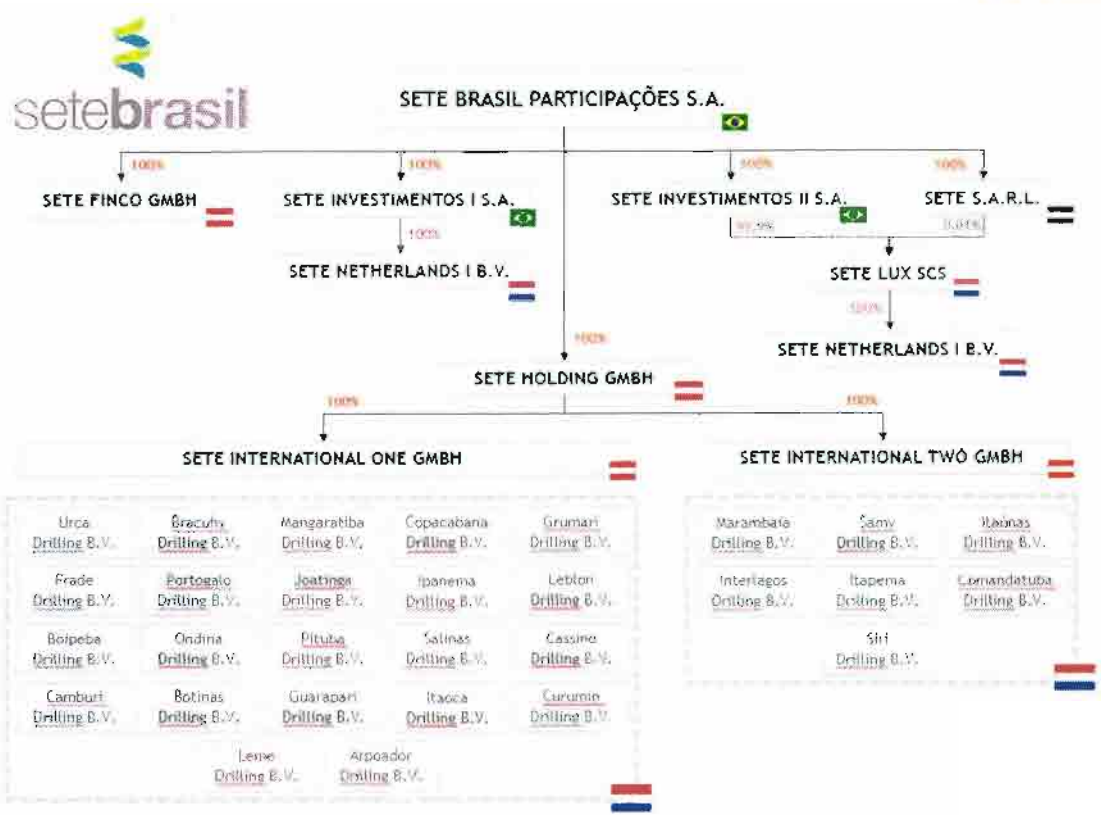 setebrasil
SETE BRASIL PARTICIPAÇÕES S.A.
100% 100% 100% 100%
SETE FINCO GMBH SETE INVESTIMENTOS I S.A. SETE INVESTIMENTOS II S.A. SETE S.A.R.L.
100% 0.01%
SETE NETHERLANDS I B.V. SETE LUX SCS
100%
100% SETE NETHERLANDS I B.V.
SETE HOLDING GMBH
100% 100%
SETE INTERNATIONAL ONE GMBH SETE INTERNATIONAL TWO GMBH
Urca Bracuhy Mangaratiba Copacabana Grumari
Drilling B.V. Drilling B.V. Drilling B.V. Drilling B.V. Drilling B.V.
Frade Portogalo Joatinga Ipanema Leblon
Drilling B.V. Drilling B.V. Drilling B.V. Drilling B.V. Drilling B.V.
Boipeba Ondina Pituba Salinas Cassino
Drilling B.V. Drilling B.V. Drilling B.V. Drilling B.V. Drilling B.V.
Camburi Botinas Guarapari Itaoca Curumin
Drilling B.V. Drilling B.V. Drilling B.V. Drilling B.V. Drilling B.V.
Leme Arpoador
Drilling B.V. Drilling B.V.
Marambaia Samy Itaunas
Drilling B.V. Drilling B.V. Drilling B.V.
Interlagos Itapema Comandatuba
Drilling B.V. Drilling B.V. Drilling B.V.
Siri
Drilling B.V.